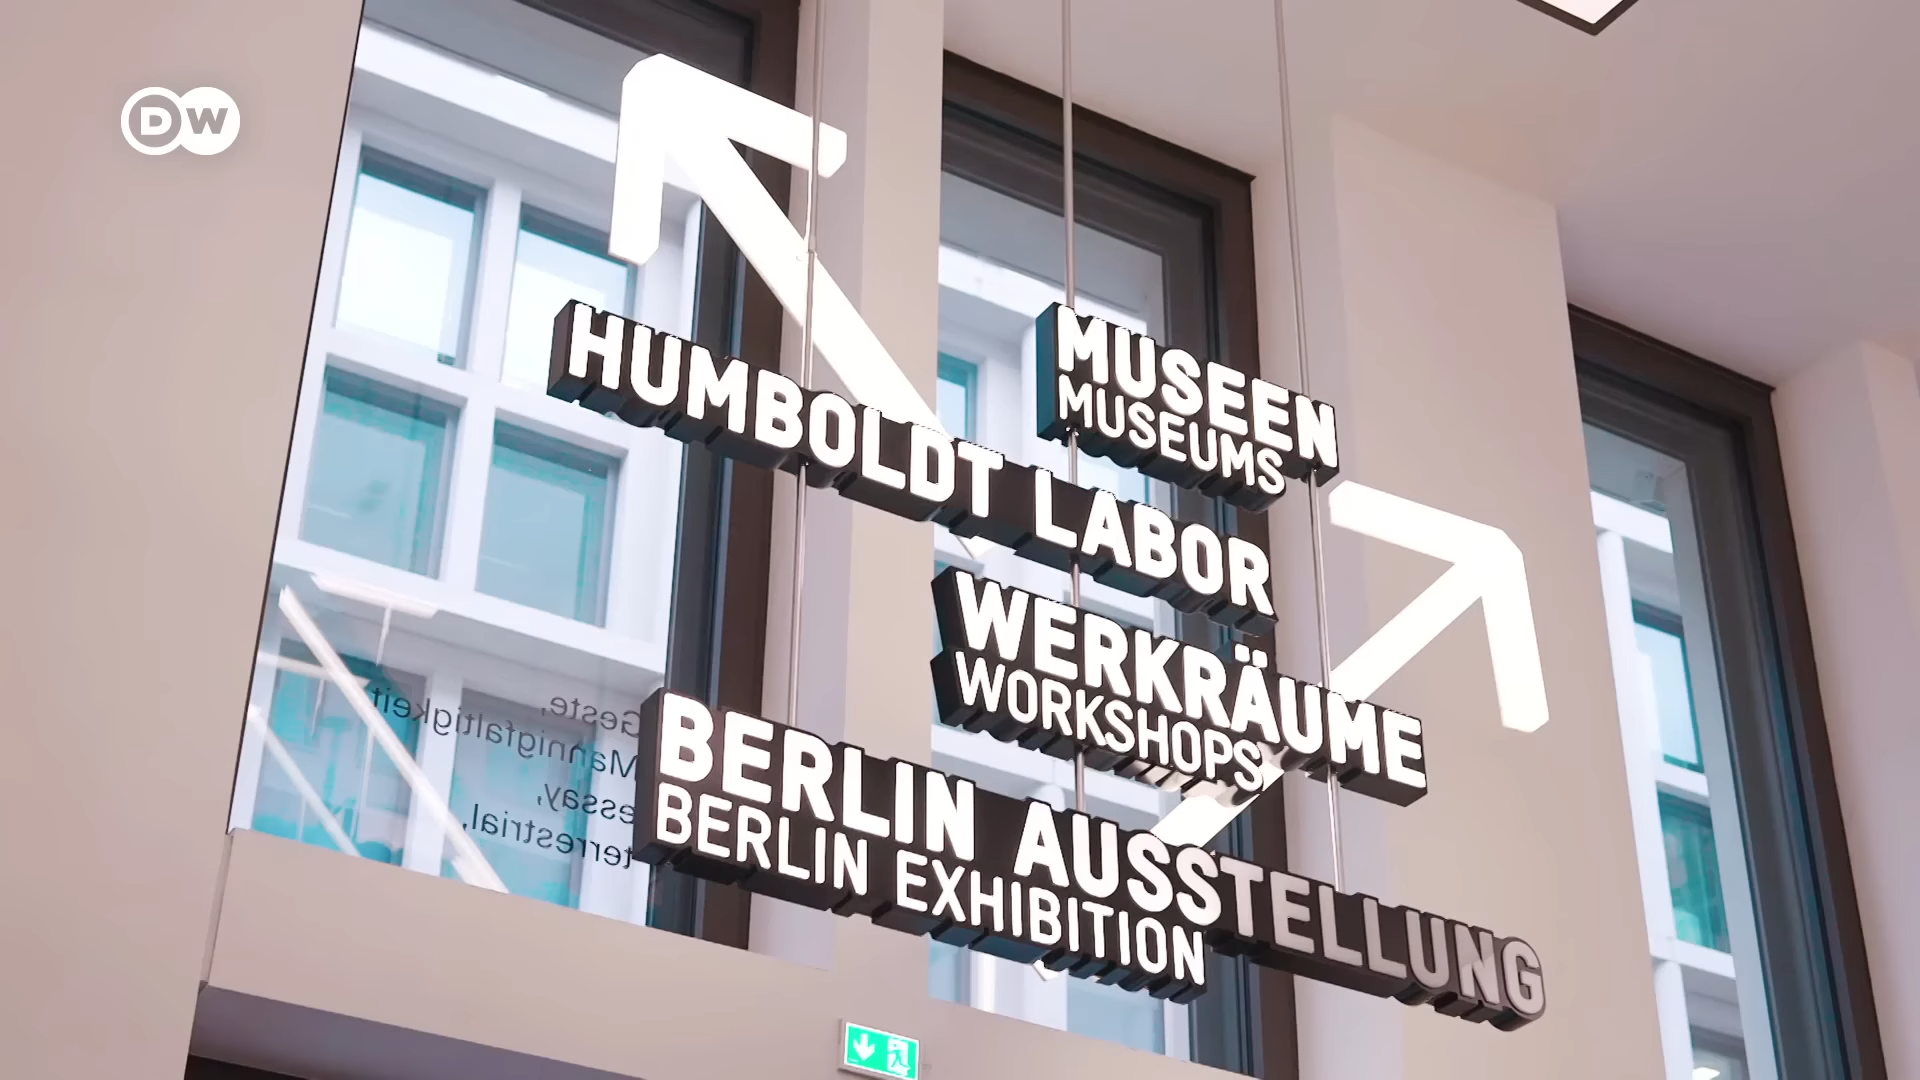 DW
HUMBOLDT LABOR
MUSEEN
MUSEUMS
WERKRÄUME
WORKSHOPS
BERLIN AUSSTELLUNG
BERLIN EXHIBITION
Geste,
Mannigfaltigkeit
essay,
terrestrial,